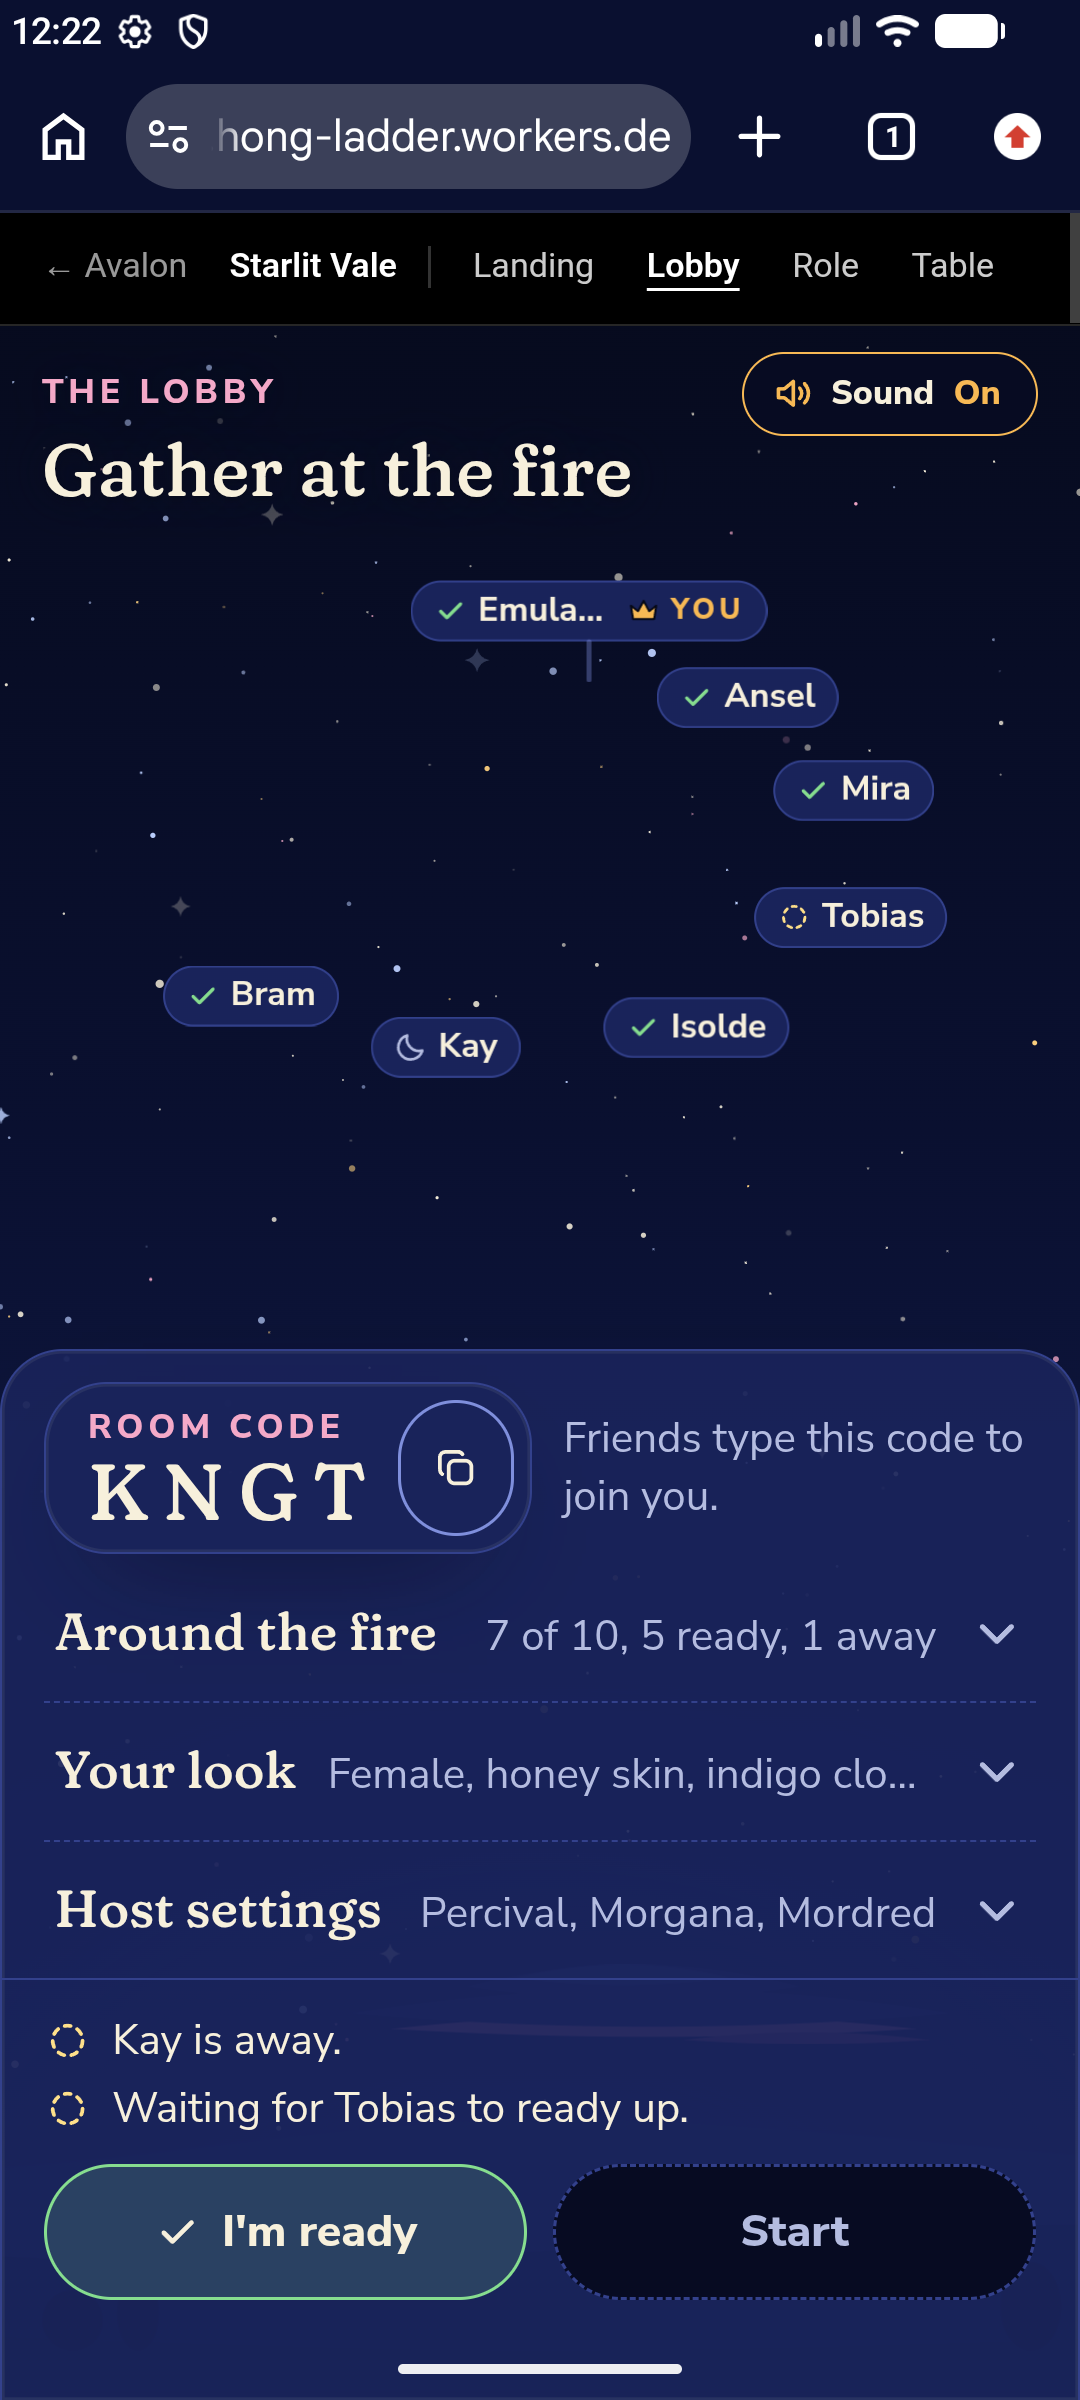 12:22
hong-ladder.workers.de
1
← Avalon Starlit Vale Landing Lobby Role Table
THE LOBBY
Sound On
Gather at the fire
Emula... YOU
Ansel
Mira
Tobias
Bram
Isolde
Kay
ROOM CODE
KNGT
Friends type this code to
join you.
Around the fire 7 of 10, 5 ready, 1 away
Your look Female, honey skin, indigo clo...
Host settings Percival, Morgana, Mordred
Kay is away.
Waiting for Tobias to ready up.
I'm ready
Start